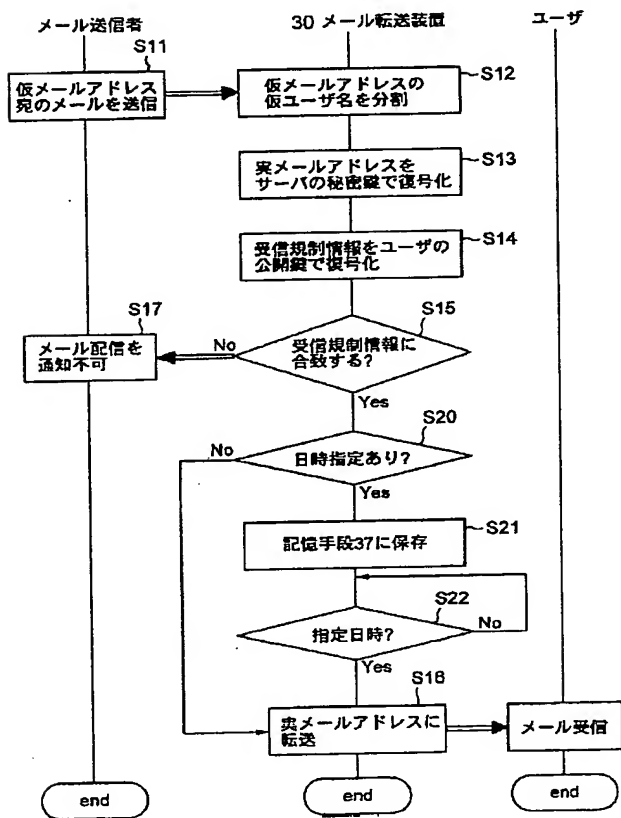 メール送信者
30 メール転送装置
ユーザ
S11
仮メールアドレス
宛のメールを送信
S12
仮メールアドレスの
仮ユーザ名を分割
S13
実メールアドレスを
サーバの秘密鍵で復号化
S14
受信規制情報をユーザの
公開鍵で復号化
S17
メール配信を
通知不可
No
S15
受信規制情報に
合致する?
Yes
S20
No
日時指定あり?
Yes
S21
記憶手段37に保存
S22
指定日時?
No
Yes
S18
実メールアドレスに
転送
メール受信
end
end
end